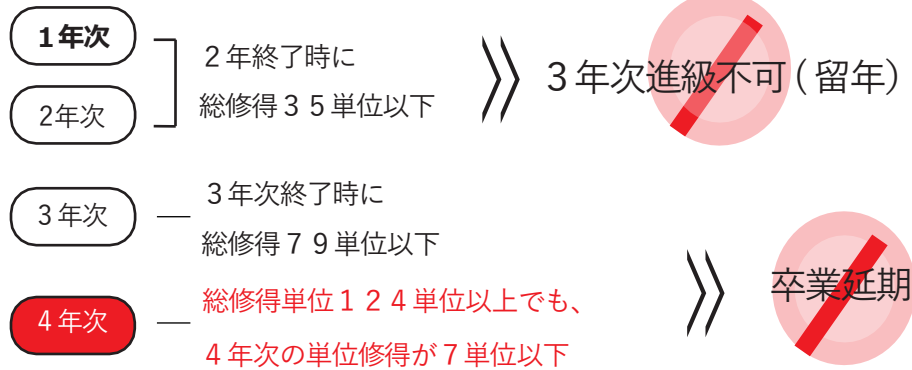 1年次
2年次
２年終了時に
総修得３５単位以下
３年次進級不可(留年)
３年次
３年次終了時に
総修得７９単位以下
４年次
総修得単位１２４単位以上でも、
４年次の単位修得が７単位以下
卒業延期